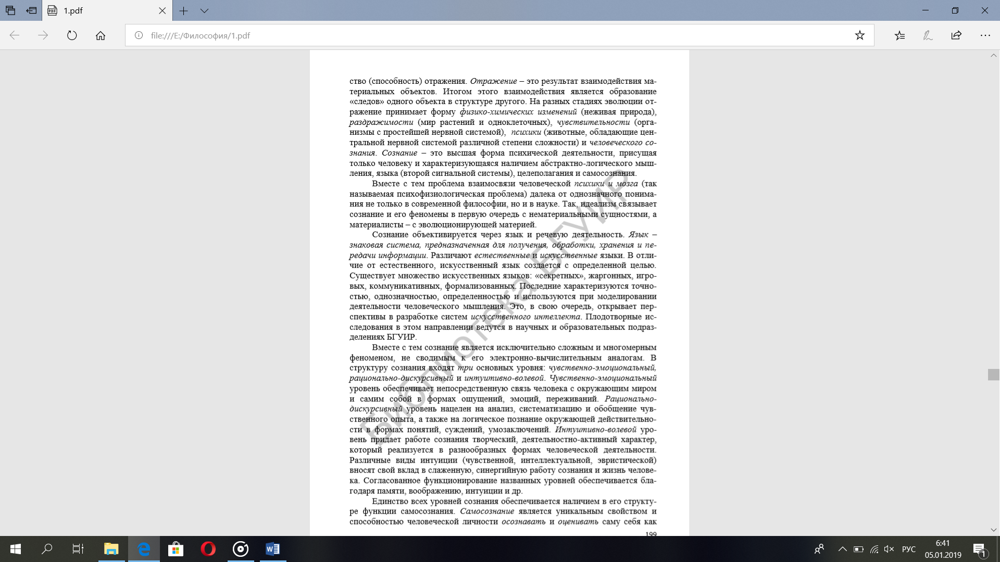 1.pdf
file:///E:/Философия/1.pdf
ство (способность) отражения. Отражение – это результат взаимодействия ма-
териальных объектов. Итогом этого взаимодействия является образование
«следов» одного объекта в структуре другого. На разных стадиях эволюции от-
ражение принимает форму физико-химических изменений (неживая природа),
раздражимости (мир растений и одноклеточных), чувствительности (орга-
низмы с простейшей нервной системой), психики (животные, обладающие цен-
тральной нервной системой различной степени сложности) и человеческого со-
знания. Сознание – это высшая форма психической деятельности, присущая
только человеку и характеризующаяся наличием абстрактно-логического мыш-
ления, языка (второй сигнальной системы), целеполагания и самосознания.
Вместе с тем проблема взаимосвязи человеческой психики и мозга (так
называемая психофизиологическая проблема) далека от однозначного понима-
ния не только в современной философии, но и в науке. Так, идеализм связывает
сознание и его феномены в первую очередь с нематериальными сущностями, а
материалисты – с эволюционирующей материей.
Сознание объективируется через язык и речевую деятельность. Язык –
знаковая система, предназначенная для получения, обработки, хранения и пе-
редачи информации. Различают естественные и искусственные языки. В отли-
чие от естественного, искусственный язык создается с определенной целью.
Существует множество искусственных языков: «секретных», жаргонных, игро-
вых, коммуникативных, формализованных. Последние характеризуются точно-
стью, однозначностью, определенностью и используются при моделировании
деятельности человеческого мышления. Это, в свою очередь, открывает пер-
спективы в разработке систем искусственного интеллекта. Плодотворные ис-
следования в этом направлении ведутся в научных и образовательных подраз-
делениях БГУИР.
Вместе с тем сознание является исключительно сложным и многомерным
феноменом, не сводимым к его электронно-вычислительным аналогам. В
структуру сознания входят три основных уровня: чувственно-эмоциональный,
рационально-дискурсивный и интуитивно-волевой. Чувственно-эмоциональный
уровень обеспечивает непосредственную связь человека с окружающим миром
и самим собой в формах ощущений, эмоций, переживаний. Рационально-
дискурсивный уровень нацелен на анализ, систематизацию и обобщение чув-
ственного опыта, а также на логическое познание окружающей действительно-
сти в формах понятий, суждений, умозаключений. Интуитивно-волевой уро-
вень придает работе сознания творческий, деятельностно-активный характер,
который реализуется в разнообразных формах человеческой деятельности.
Различные виды интуиции (чувственной, интеллектуальной, эвристической)
вносят свой вклад в слаженную, синергийную работу сознания и жизнь челове-
ка. Согласованное функционирование названных уровней обеспечивается бла-
годаря памяти, воображению, интуиции и др.
Единство всех уровней сознания обеспечивается наличием в его структу-
ре функции самосознания. Самосознание является уникальным свойством и
способностью человеческой личности осознавать и оценивать саму себя как
199
Библиотека БГУИР
РУС
6:41
05.01.2019
1